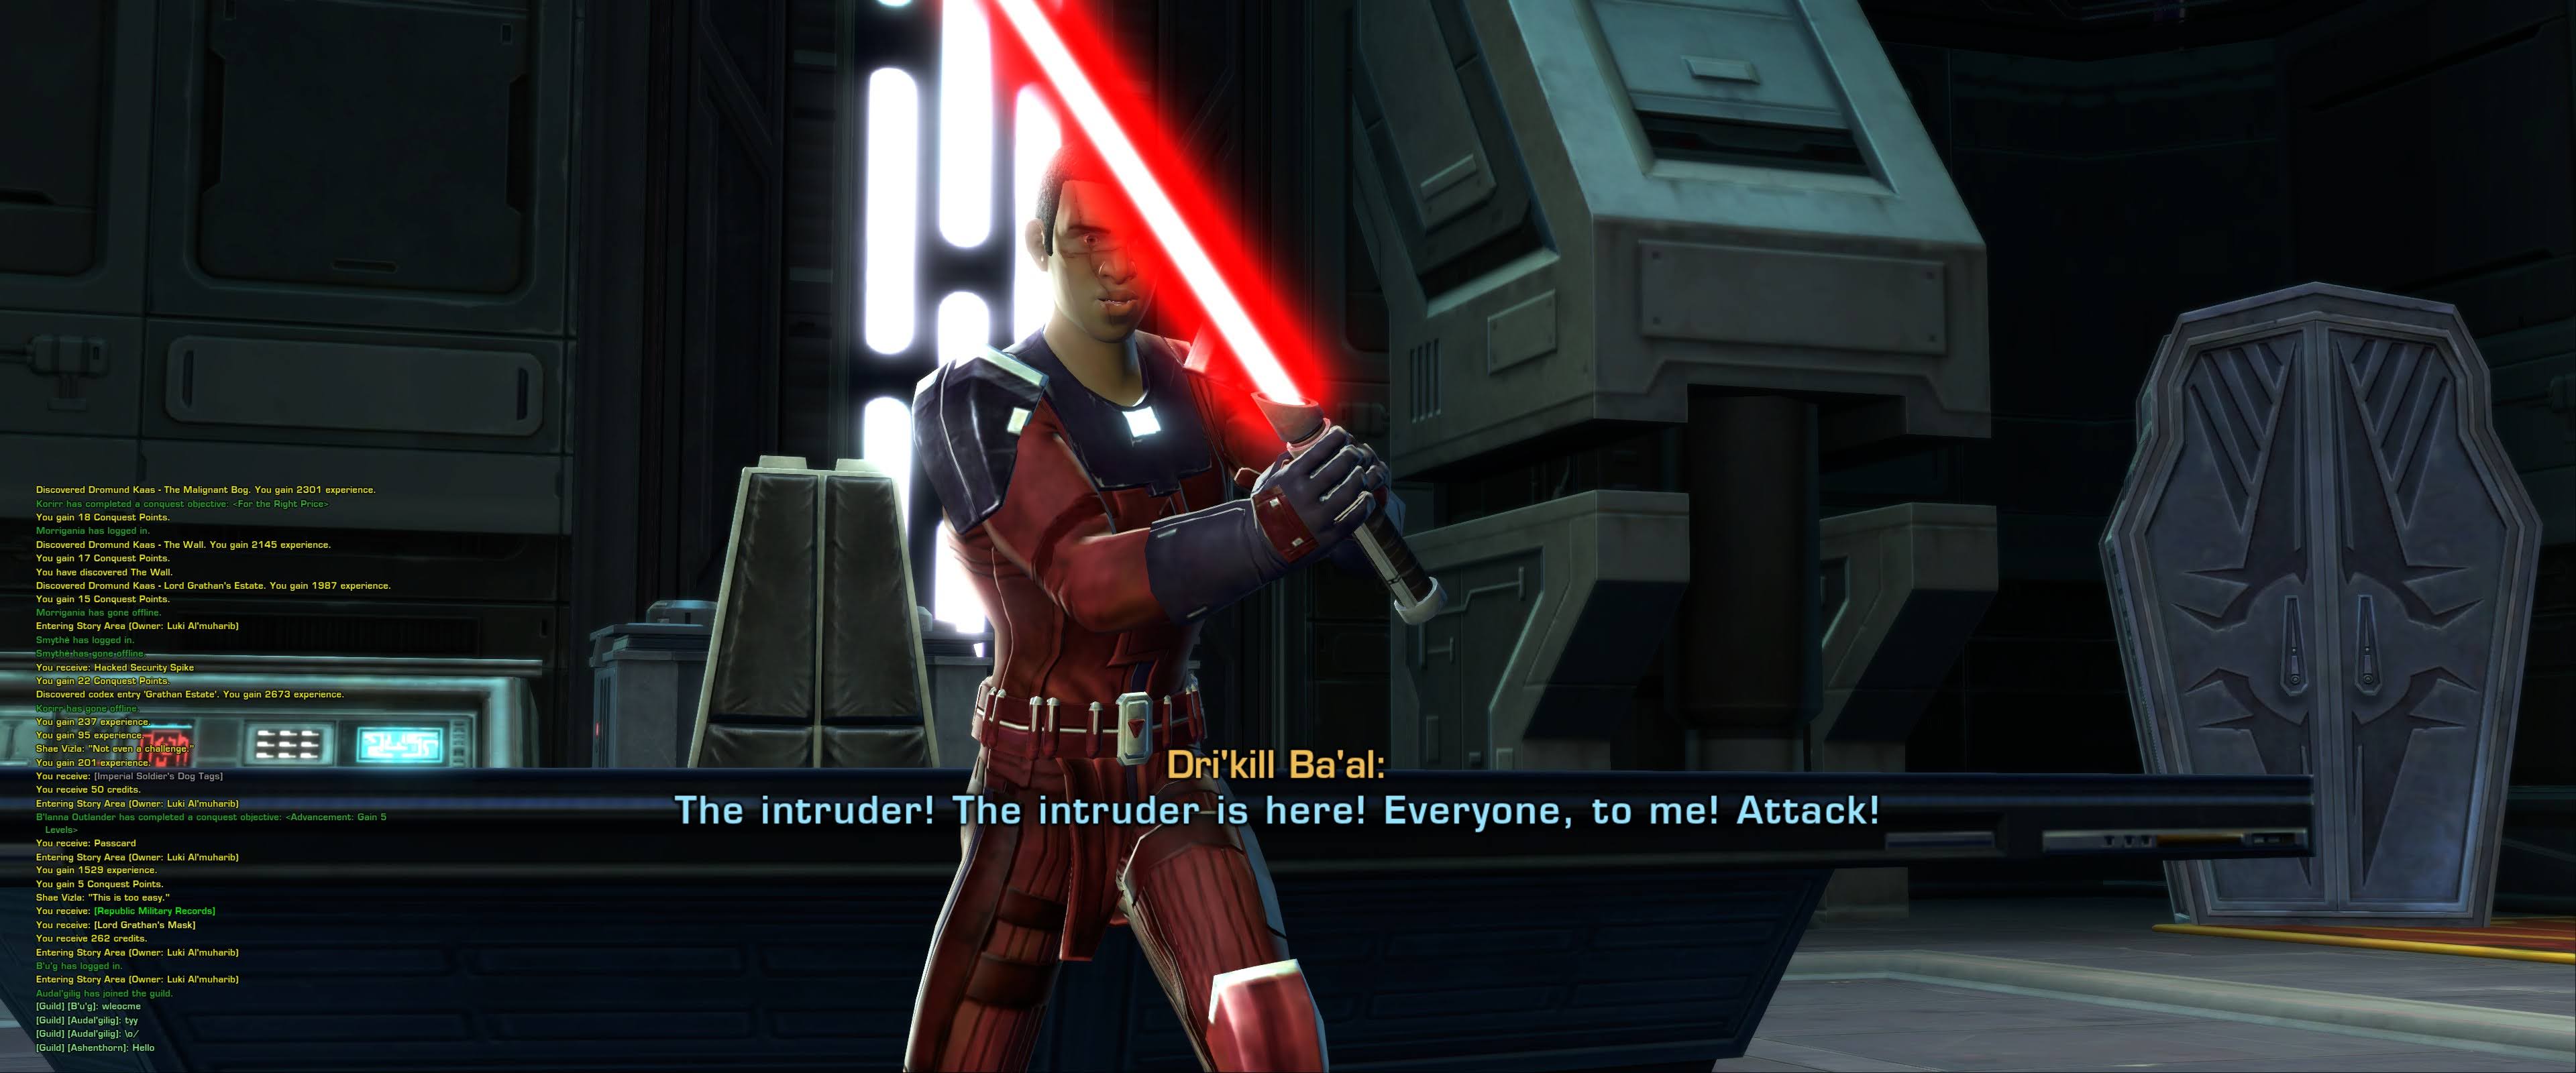 Discovered Dromund Kaas - The Malignant Bog. You gain 2301 experience.
Korirr has completed a conquest objective: <For the Right Price>
You gain 18 Conquest Points.
Morrigania has logged in.
Discovered Dromund Kaas - The Wall. You gain 2145 experience.
You gain 17 Conquest Points.
You have discovered The Wall.
Discovered Dromund Kaas - Lord Grathan's Estate. You gain 1987 experience.
You gain 15 Conquest Points.
Morrigania has gone offline.
Entering Story Area (Owner: Luki Al'muharib)
Smythé has logged in.
Smythé has gone offline.
You receive: Hacked Security Spike
You gain 22 Conquest Points.
Discovered codex entry 'Grathan Estate'. You gain 2673 experience.
Korirr has gone offline.
You gain 237 experience.
You gain 95 experience.
Shae Vizla: "Not even a challenge."
You gain 201 experience.
You receive: [Imperial Soldier's Dog Tags]
You receive 50 credits.
Entering Story Area (Owner: Luki Al'muharib)
B'lanna Outlander has completed a conquest objective: <Advancement: Gain 5
Levels>
You receive: Passcard
Entering Story Area (Owner: Luki Al'muharib)
You gain 1529 experience.
You gain 5 Conquest Points.
Shae Vizla: "This is too easy."
You receive: [Republic Military Records]
You receive: [Lord Grathan's Mask]
You receive 262 credits.
Entering Story Area (Owner: Luki Al'muharib)
B'u'g has logged in.
Entering Story Area (Owner: Luki Al'muharib)
Audal'gilig has joined the guild.
[Guild] [B'u'g]: wleocme
[Guild] [Audal'gilig]: tyy
[Guild] [Audal'gilig]: \o/
[Guild] [Ashenthorn]: Hello
Dri'kill Ba'al:
The intruder! The intruder is here! Everyone, to me! Attack!